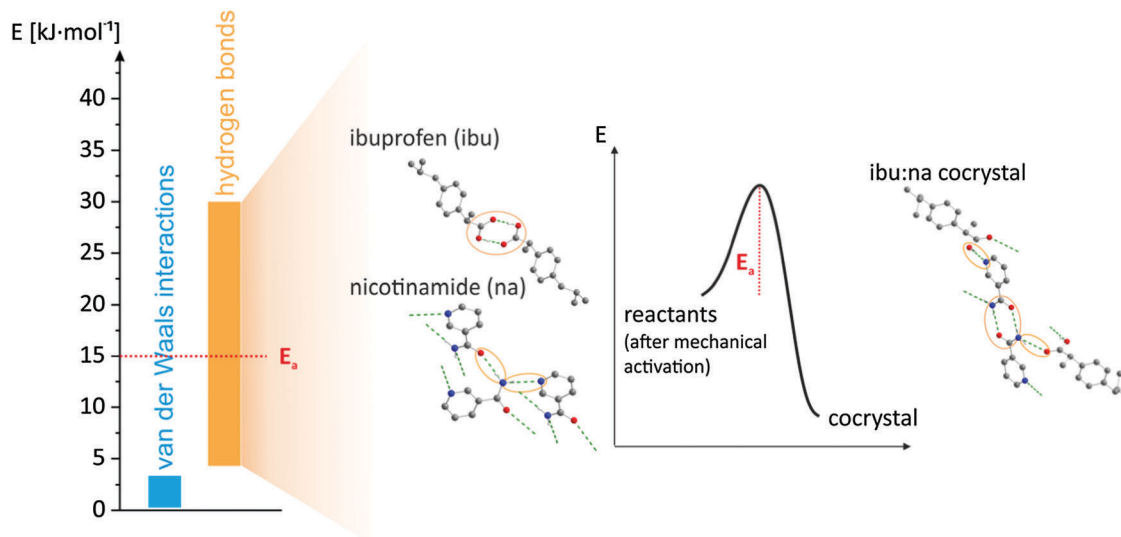 E [kJ·mol⁻¹]
40
35
30
25
20
15
10
5
0
van der Waals interactions
hydrogen bonds
Eₐ
ibuprofen (ibu)
nicotinamide (na)
E
Eₐ
reactants
(after mechanical
activation)
cocrystal
ibu:na cocrystal